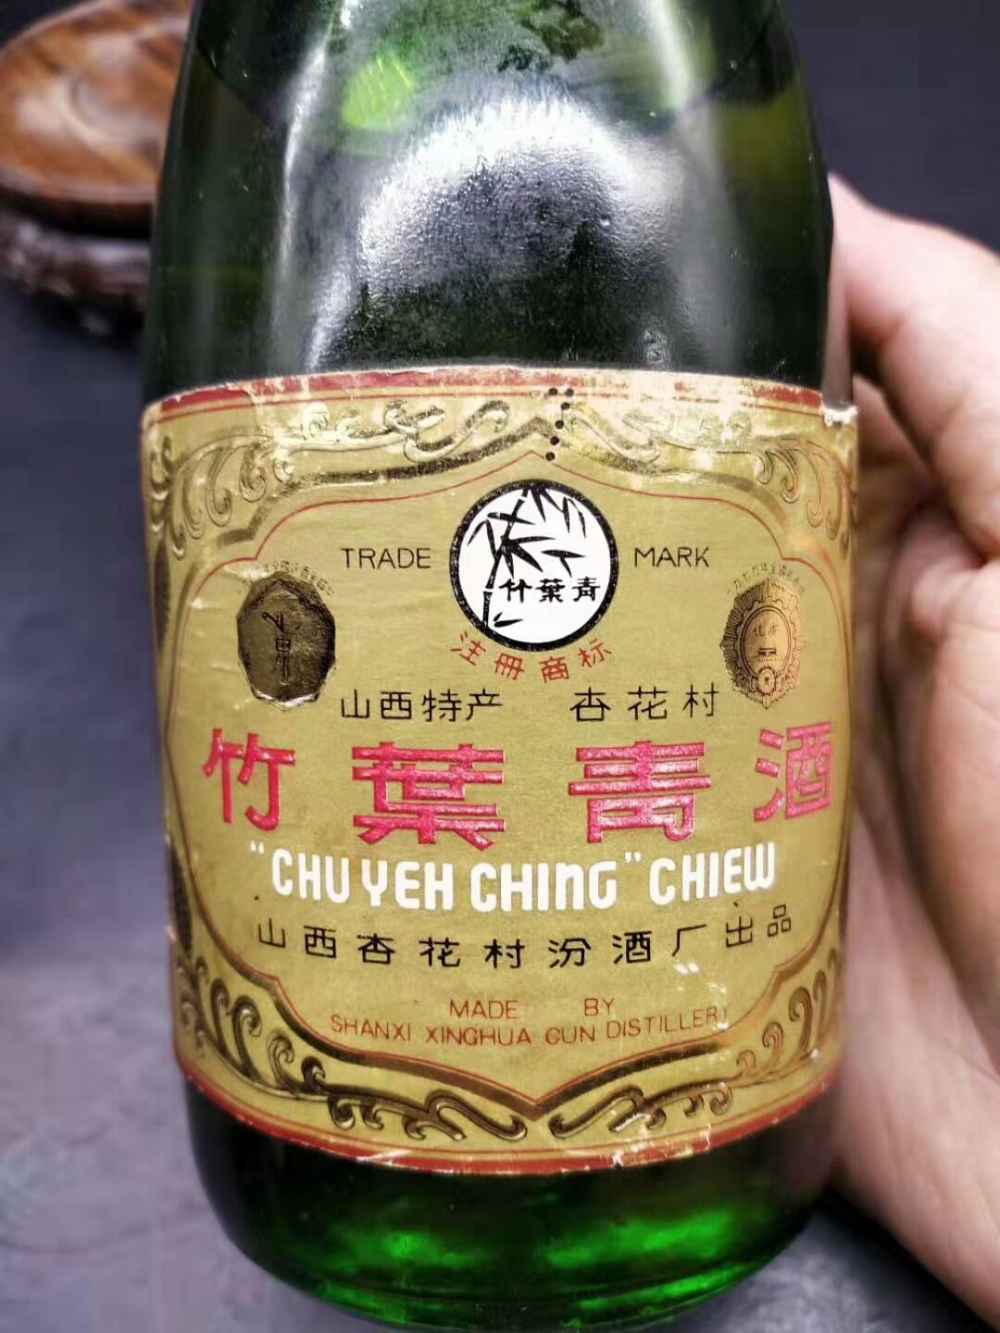 TRADE MARK
竹葉青
注冊商标
山西特产 杏花村
竹葉青酒
"CHU YEH CHING" CHIEW
山西杏花村汾酒厂出品
MADE BY
SHANXI XINGHUA CUN DISTILLERY